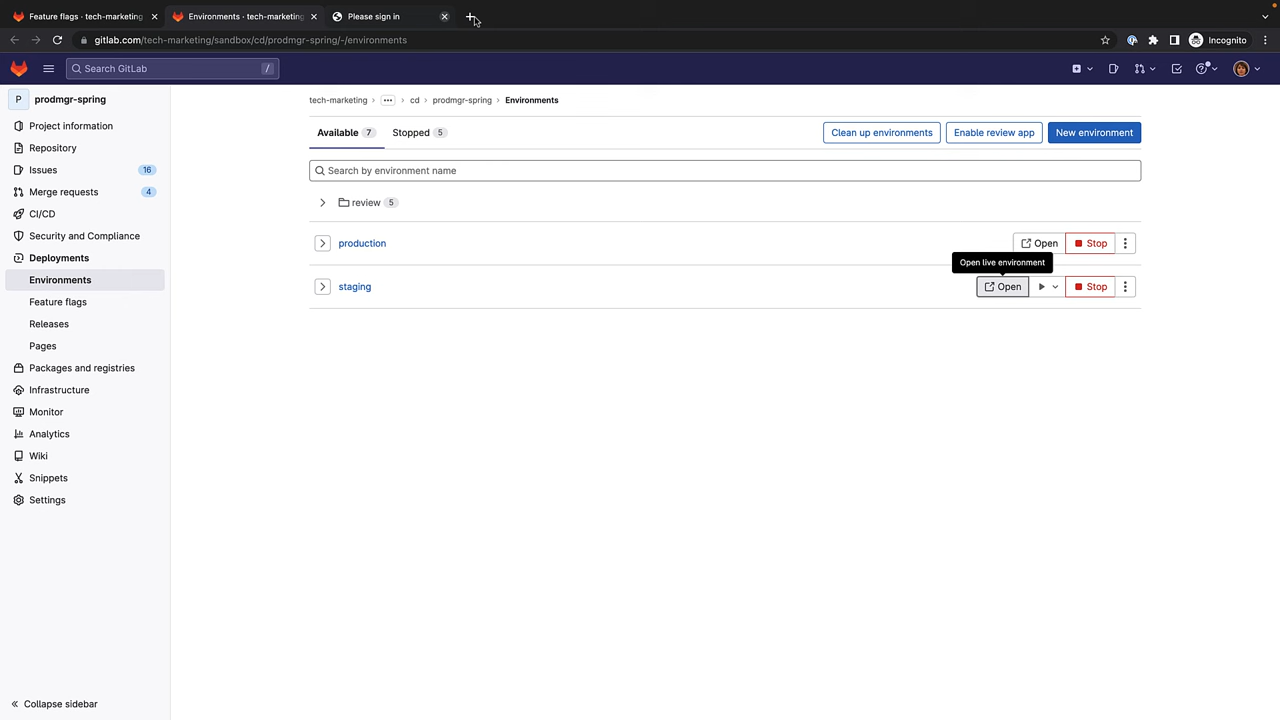 Feature flags · tech-marketing
Environments · tech-marketing
Please sign in
gitlab.com/tech-marketing/sandbox/cd/prodmgr-spring/-/environments
Incognito
Search GitLab /
P prodmgr-spring
Project information
Repository
Issues 16
Merge requests 4
CI/CD
Security and Compliance
Deployments
Environments
Feature flags
Releases
Pages
Packages and registries
Infrastructure
Monitor
Analytics
Wiki
Snippets
Settings
Collapse sidebar
tech-marketing › ... › cd › prodmgr-spring › Environments
Available 7 Stopped 5
Clean up environments Enable review app New environment
Search by environment name
review 5
production Open Stop
Open live environment
staging Open Stop